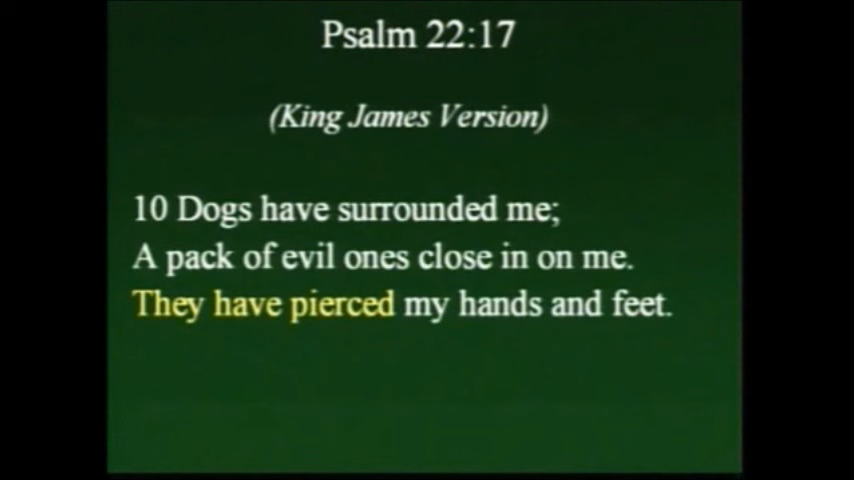 Psalm 22:17
(King James Version)
10 Dogs have surrounded me;
A pack of evil ones close in on me.
They have pierced my hands and feet.